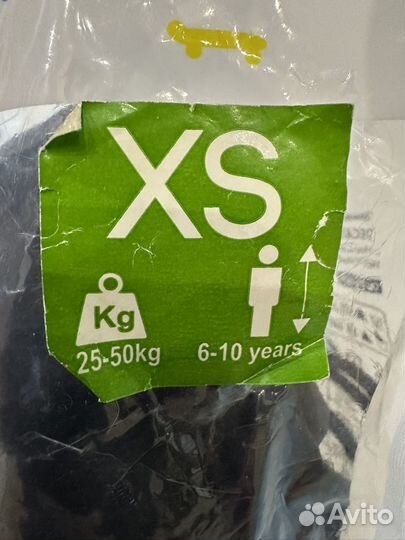 XS
Kg
25-50kg
6-10 years
Avito